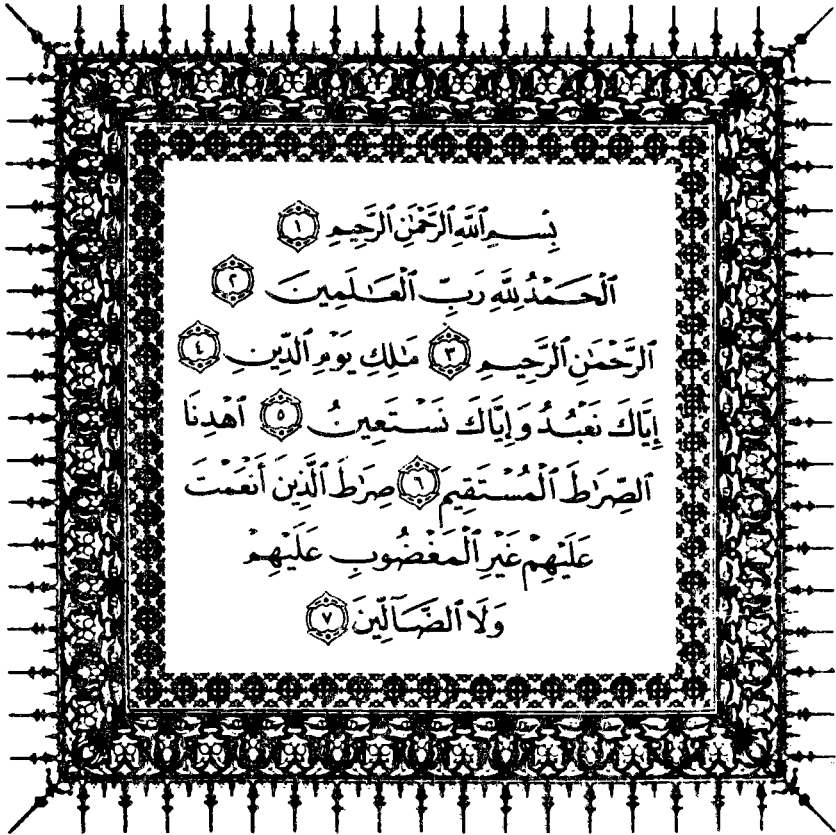 بِسْمِ ٱللَّهِ ٱلرَّحْمَٰنِ ٱلرَّحِيمِ ١
ٱلْحَمْدُ لِلَّهِ رَبِّ ٱلْعَـٰلَمِينَ ٢
ٱلرَّحْمَٰنِ ٱلرَّحِيمِ ٣ مَـٰلِكِ يَوْمِ ٱلدِّينِ ٤
إِيَّاكَ نَعْبُدُ وَإِيَّاكَ نَسْتَعِينُ ٥ ٱهْدِنَا
ٱلصِّرَٰطَ ٱلْمُسْتَقِيمَ ٦ صِرَٰطَ ٱلَّذِينَ أَنْعَمْتَ
عَلَيْهِمْ غَيْرِ ٱلْمَغْضُوبِ عَلَيْهِمْ
وَلَا ٱلضَّآلِّينَ ٧